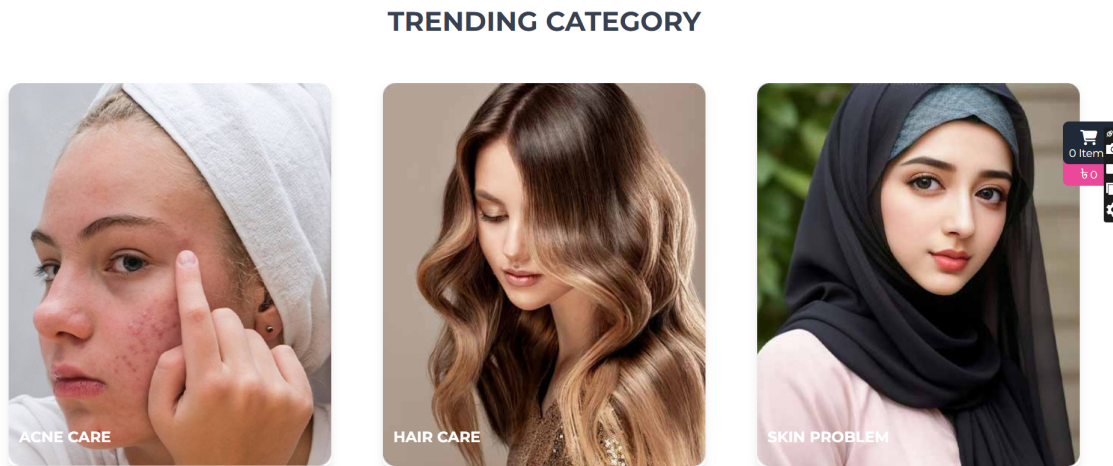 TRENDING CATEGORY
0 Item
৳ 0
ACNE CARE
HAIR CARE
SKIN PROBLEM